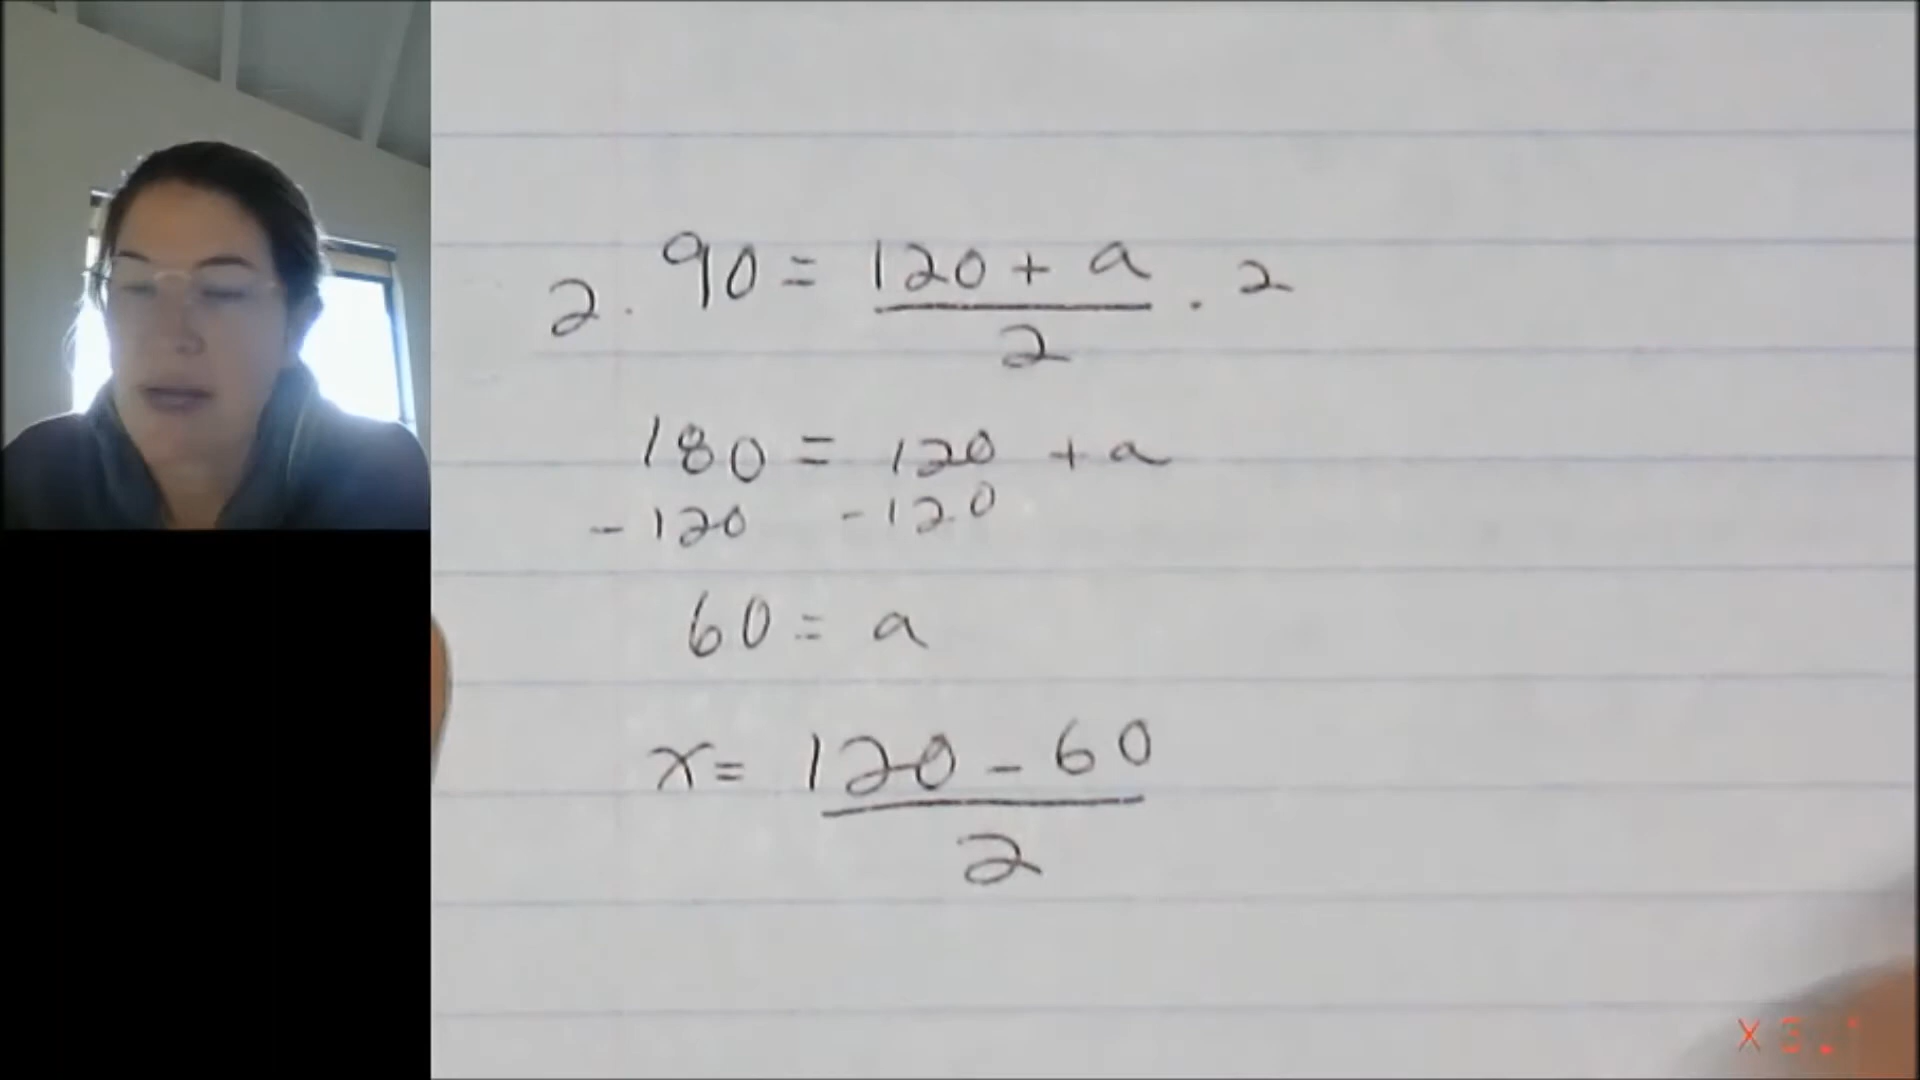 2 . 90 = (120 + a)/2 . 2
180 = 120 + a
- 120 - 120
60 = a
x = (120 - 60)/2